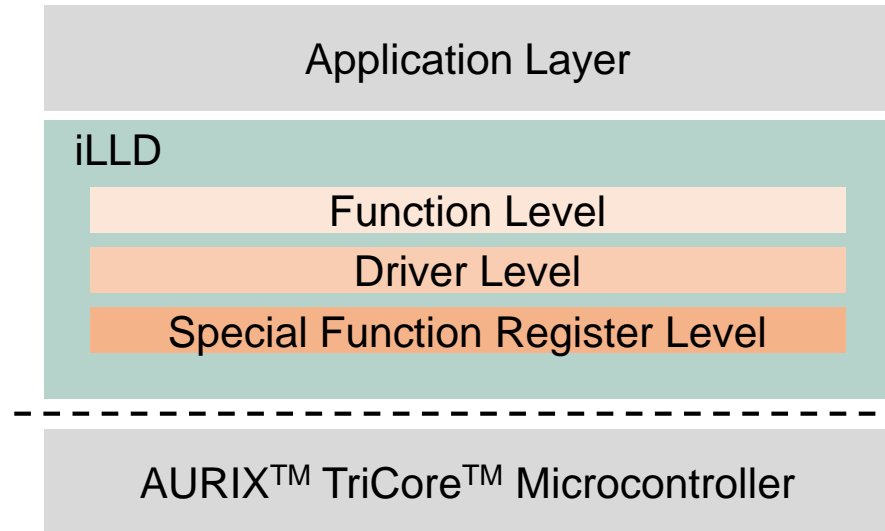 Application Layer
iLLD
Function Level
Driver Level
Special Function Register Level
AURIX™ TriCore™ Microcontroller